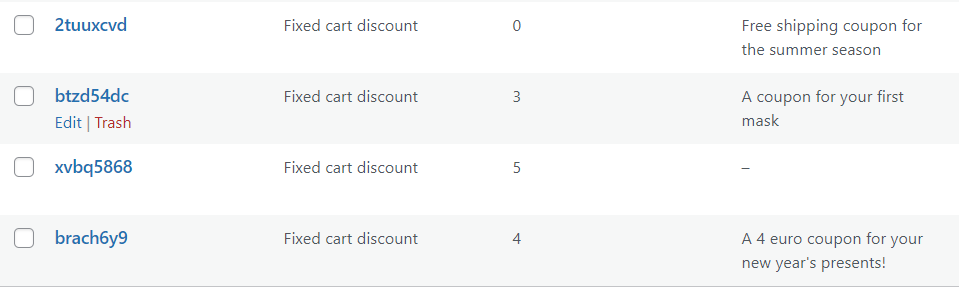 2tuuxcvd Fixed cart discount 0 Free shipping coupon for
the summer season
btzd54dc Fixed cart discount 3 A coupon for your first
Edit | Trash mask
xvbq5868 Fixed cart discount 5 –
brach6y9 Fixed cart discount 4 A 4 euro coupon for your
new year's presents!